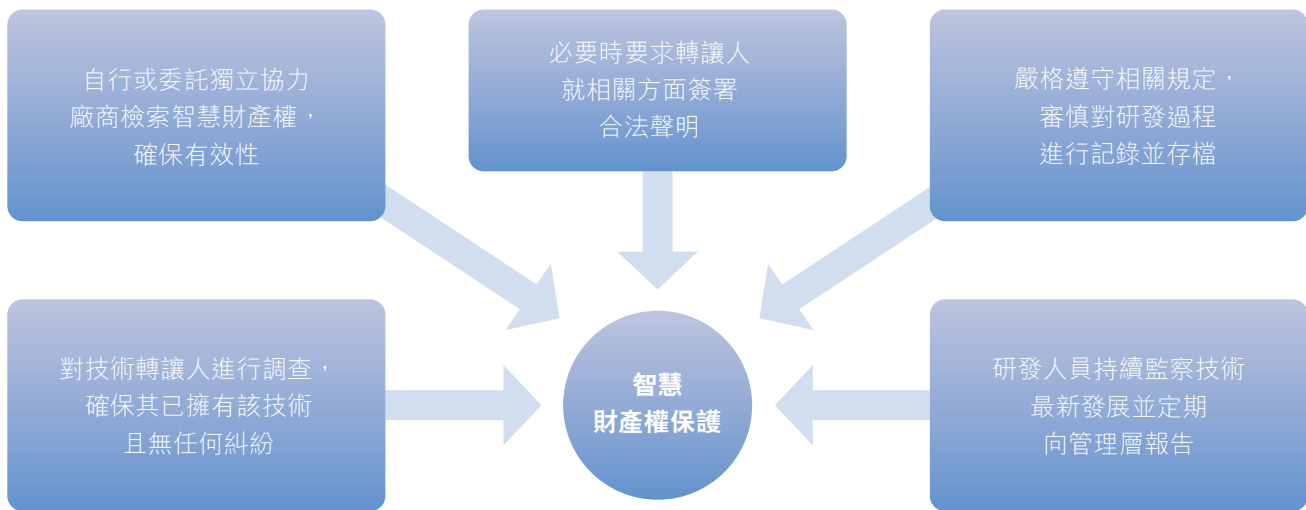 自行或委託獨立協力
廠商檢索智慧財產權，
確保有效性
必要時要求轉讓人
就相關方面簽署
合法聲明
嚴格遵守相關規定，
審慎對研發過程
進行記錄並存檔
對技術轉讓人進行調查，
確保其已擁有該技術
且無任何糾紛
智慧
財產權保護
研發人員持續監察技術
最新發展並定期
向管理層報告